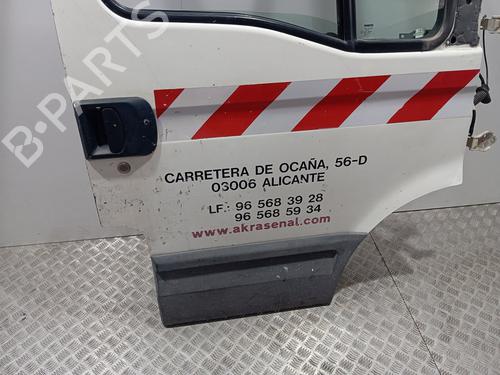 B-PARTS
CARRETERA DE OCAÑA, 56-D
03006 ALICANTE
LF.: 96 568 39 28
96 568 59 34
www.akrasenal.com